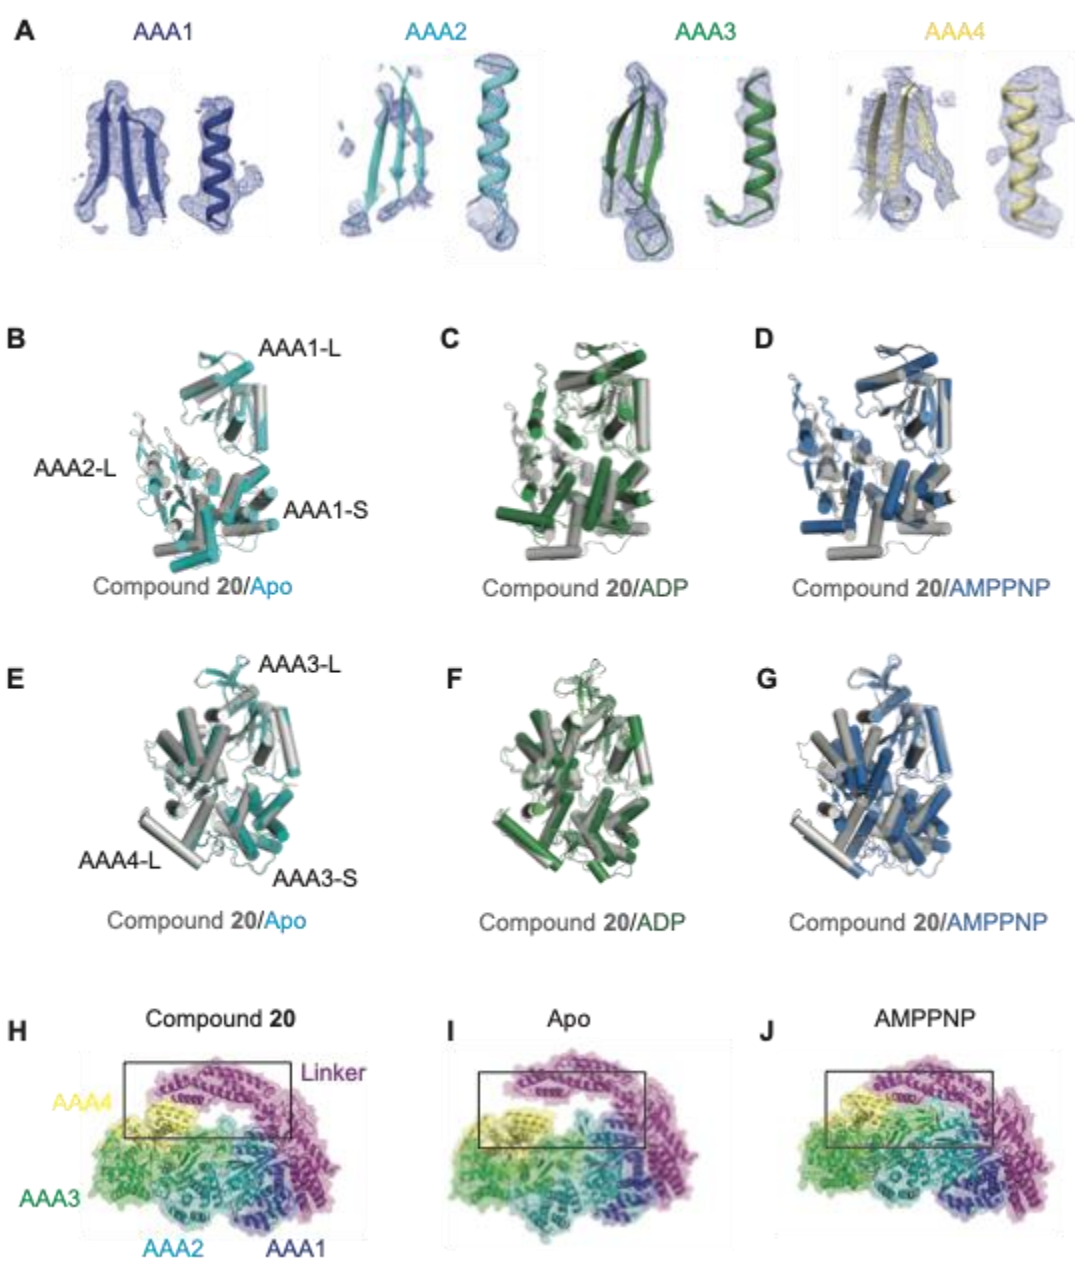 A AAA1 AAA2 AAA3 AAA4
B AAA1-L C D
AAA2-L
AAA1-S
Compound 20/Apo Compound 20/ADP Compound 20/AMPPNP
E AAA3-L F G
AAA4-L
AAA3-S
Compound 20/Apo Compound 20/ADP Compound 20/AMPPNP
H Compound 20 I Apo J AMPPNP
Linker
AAA4
AAA3
AAA2 AAA1